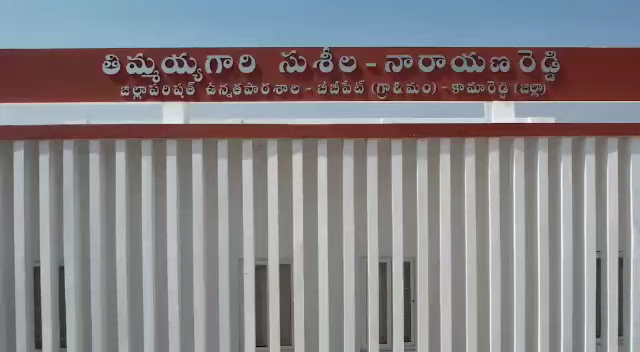 తిమ్మయ్యగారి సుశీల - నారాయణ రెడ్డి
జిల్లాపరిషత్ ఉన్నతపాఠశాల - బీబీపేట్ (గ్రా&మం) - కామారెడ్డి (జిల్లా)